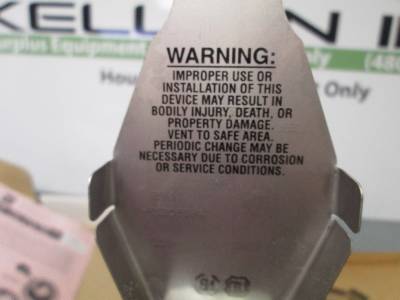 KELL N I
Surplus Equipment (480
Hou Only
WARNING:
IMPROPER USE OR
INSTALLATION OF THIS
DEVICE MAY RESULT IN
BODILY INJURY, DEATH, OR
PROPERTY DAMAGE.
VENT TO SAFE AREA.
PERIODIC CHANGE MAY BE
NECESSARY DUE TO CORROSION
OR SERVICE CONDITIONS.